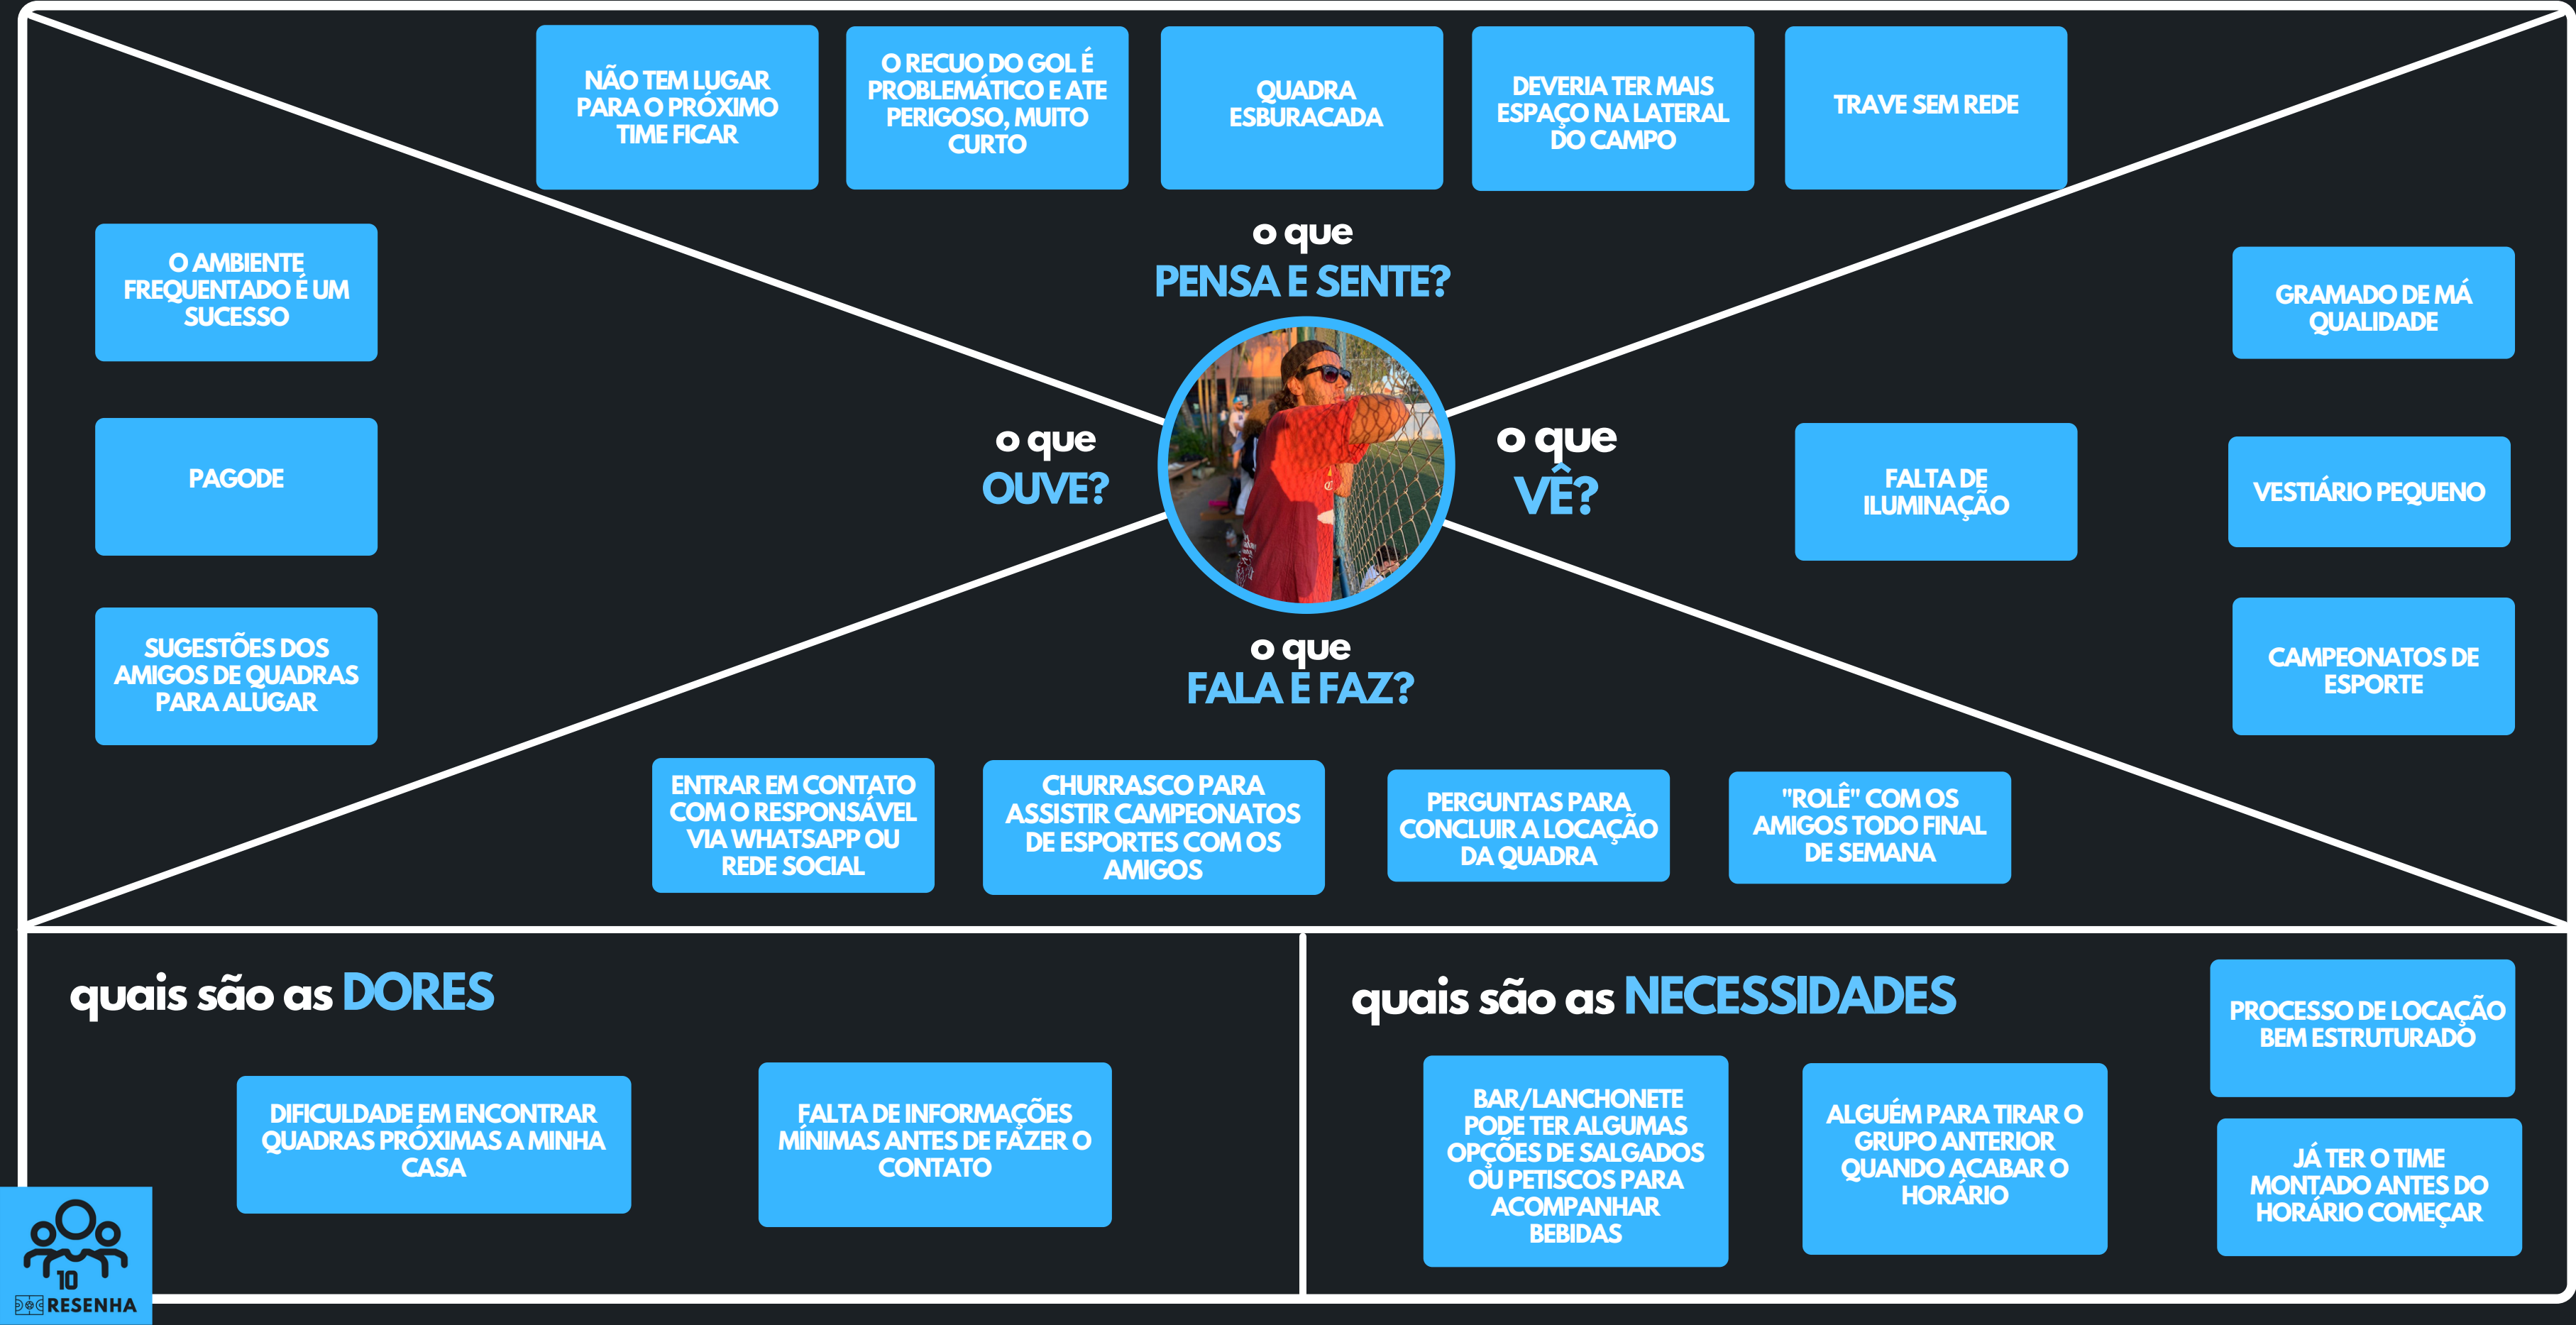 NÃO TEM LUGAR
PARA O PRÓXIMO
TIME FICAR
O RECUO DO GOL É
PROBLEMÁTICO E ATE
PERIGOSO, MUITO
CURTO
QUADRA
ESBURACADA
DEVERIA TER MAIS
ESPAÇO NA LATERAL
DO CAMPO
TRAVE SEM REDE
o que
PENSA E SENTE?
O AMBIENTE
FREQUENTADO É UM
SUCESSO
PAGODE
SUGESTÕES DOS
AMIGOS DE QUADRAS
PARA ALUGAR
o que
OUVE?
o que
VÊ?
FALTA DE
ILUMINAÇÃO
GRAMADO DE MÁ
QUALIDADE
VESTIÁRIO PEQUENO
CAMPEONATOS DE
ESPORTE
o que
FALA E FAZ?
ENTRAR EM CONTATO
COM O RESPONSÁVEL
VIA WHATSAPP OU
REDE SOCIAL
CHURRASCO PARA
ASSISTIR CAMPEONATOS
DE ESPORTES COM OS
AMIGOS
PERGUNTAS PARA
CONCLUIR A LOCAÇÃO
DA QUADRA
"ROLÊ" COM OS
AMIGOS TODO FINAL
DE SEMANA
quais são as DORES
DIFICULDADE EM ENCONTRAR
QUADRAS PRÓXIMAS A MINHA
CASA
FALTA DE INFORMAÇÕES
MÍNIMAS ANTES DE FAZER O
CONTATO
quais são as NECESSIDADES
BAR/LANCHONETE
PODE TER ALGUMAS
OPÇÕES DE SALGADOS
OU PETISCOS PARA
ACOMPANHAR
BEBIDAS
ALGUÉM PARA TIRAR O
GRUPO ANTERIOR
QUANDO ACABAR O
HORÁRIO
PROCESSO DE LOCAÇÃO
BEM ESTRUTURADO
JÁ TER O TIME
MONTADO ANTES DO
HORÁRIO COMEÇAR
10
RESENHA